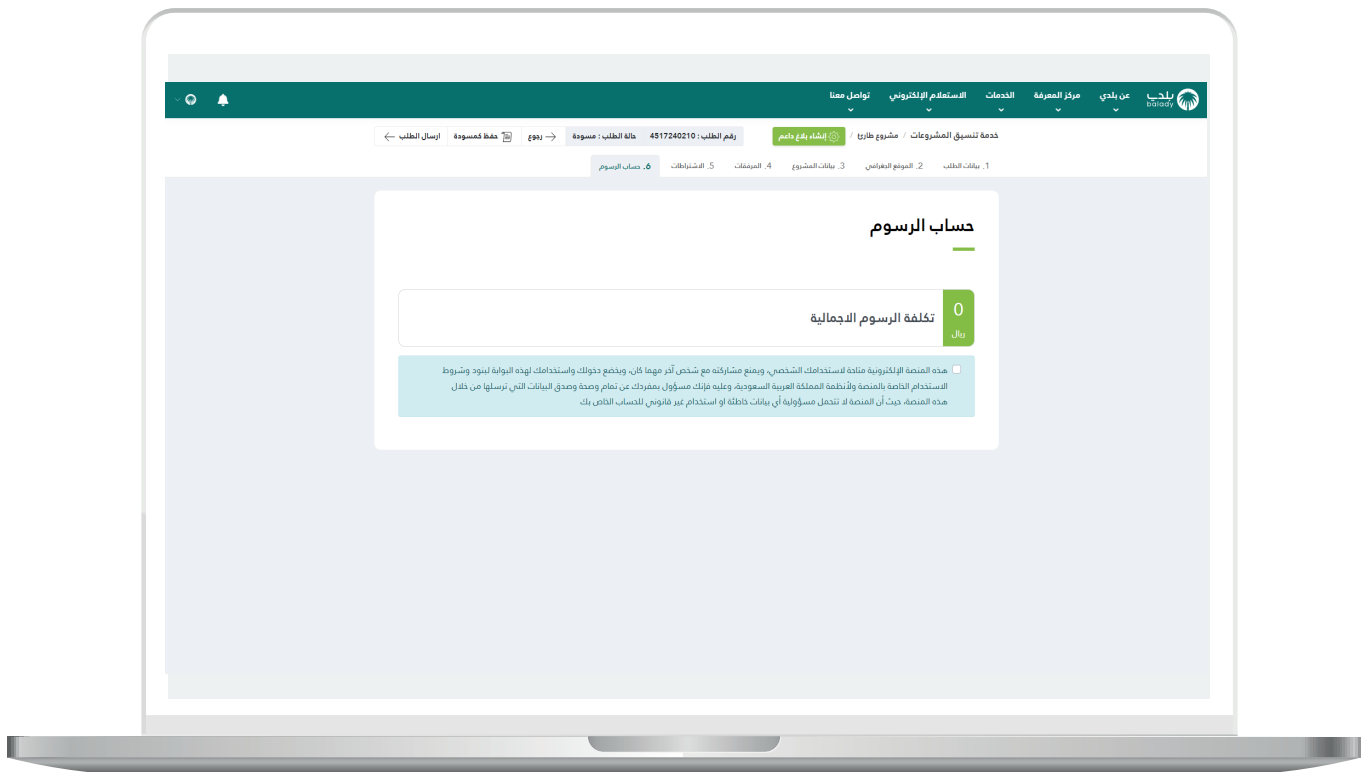 بلدي
balady
عن بلدي
مركز المعرفة
الخدمات
الاستعلام الإلكتروني
تواصل معنا
خدمة تنسيق المشروعات / مشروع طارئ /
إنشاء بلاغ داعم
رقم الطلب : 4517240210
حالة الطلب : مسودة
رجوع
حفظ كمسودة
ارسال الطلب
1. بيانات الطلب
2. الموقع الجغرافي
3. بيانات المشروع
4. المرفقات
5. الاشتراطات
6. حساب الرسوم
حساب الرسوم
0
ريال
تكلفة الرسوم الاجمالية
هذه المنصة الإلكترونية متاحة لاستخدامك الشخصي، ويمنع مشاركته مع شخص آخر مهما كان، ويخضع دخولك واستخدامك لهذه البوابة لبنود وشروط
الاستخدام الخاصة بالمنصة ولأنظمة المملكة العربية السعودية، وعليه فإنك مسؤول بمفردك عن تمام وصحة وصدق البيانات التي ترسلها من خلال
هذه المنصة، حيث أن المنصة لا تتحمل مسؤولية أي بيانات خاطئة او استخدام غير قانوني للحساب الخاص بك